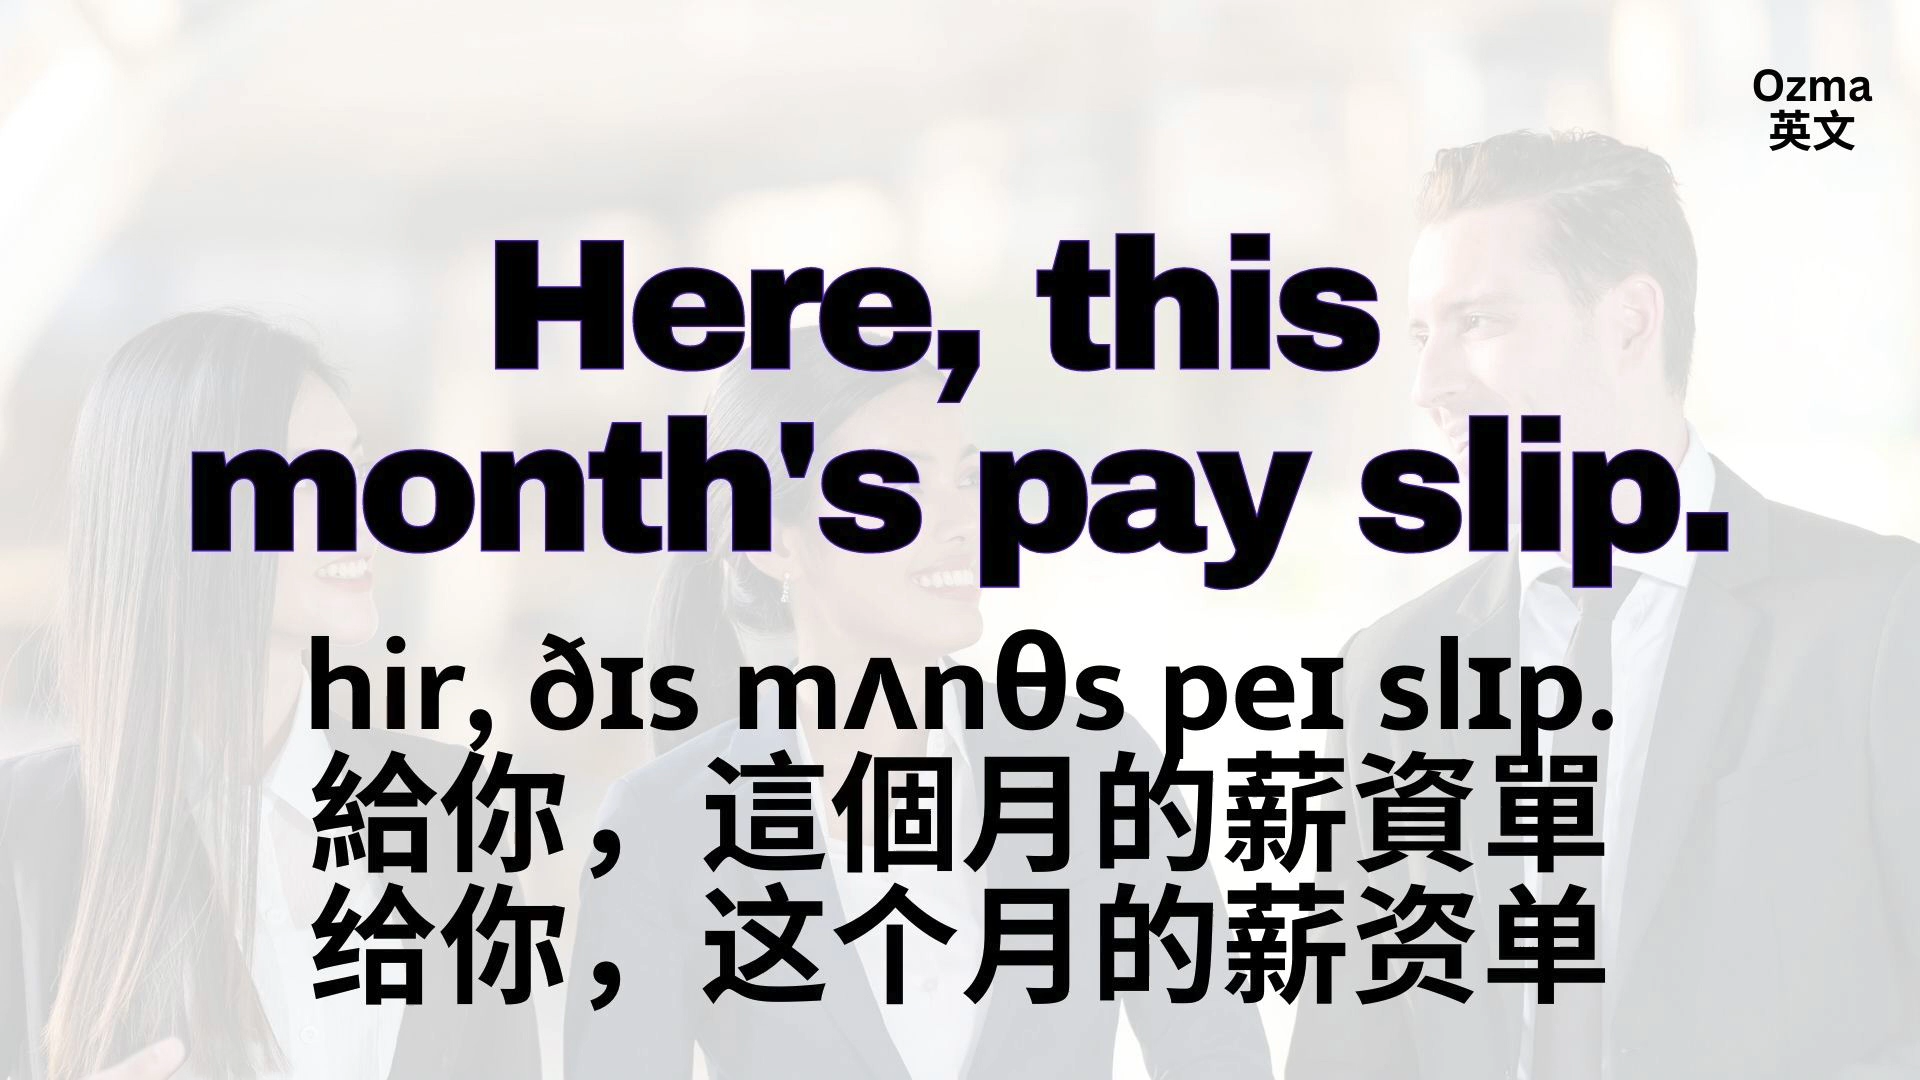 Ozma
英文
Here, this
month's pay slip.
hir, ðɪs mʌnθs peɪ slɪp.
給你，這個月的薪資單
给你，这个月的薪资单